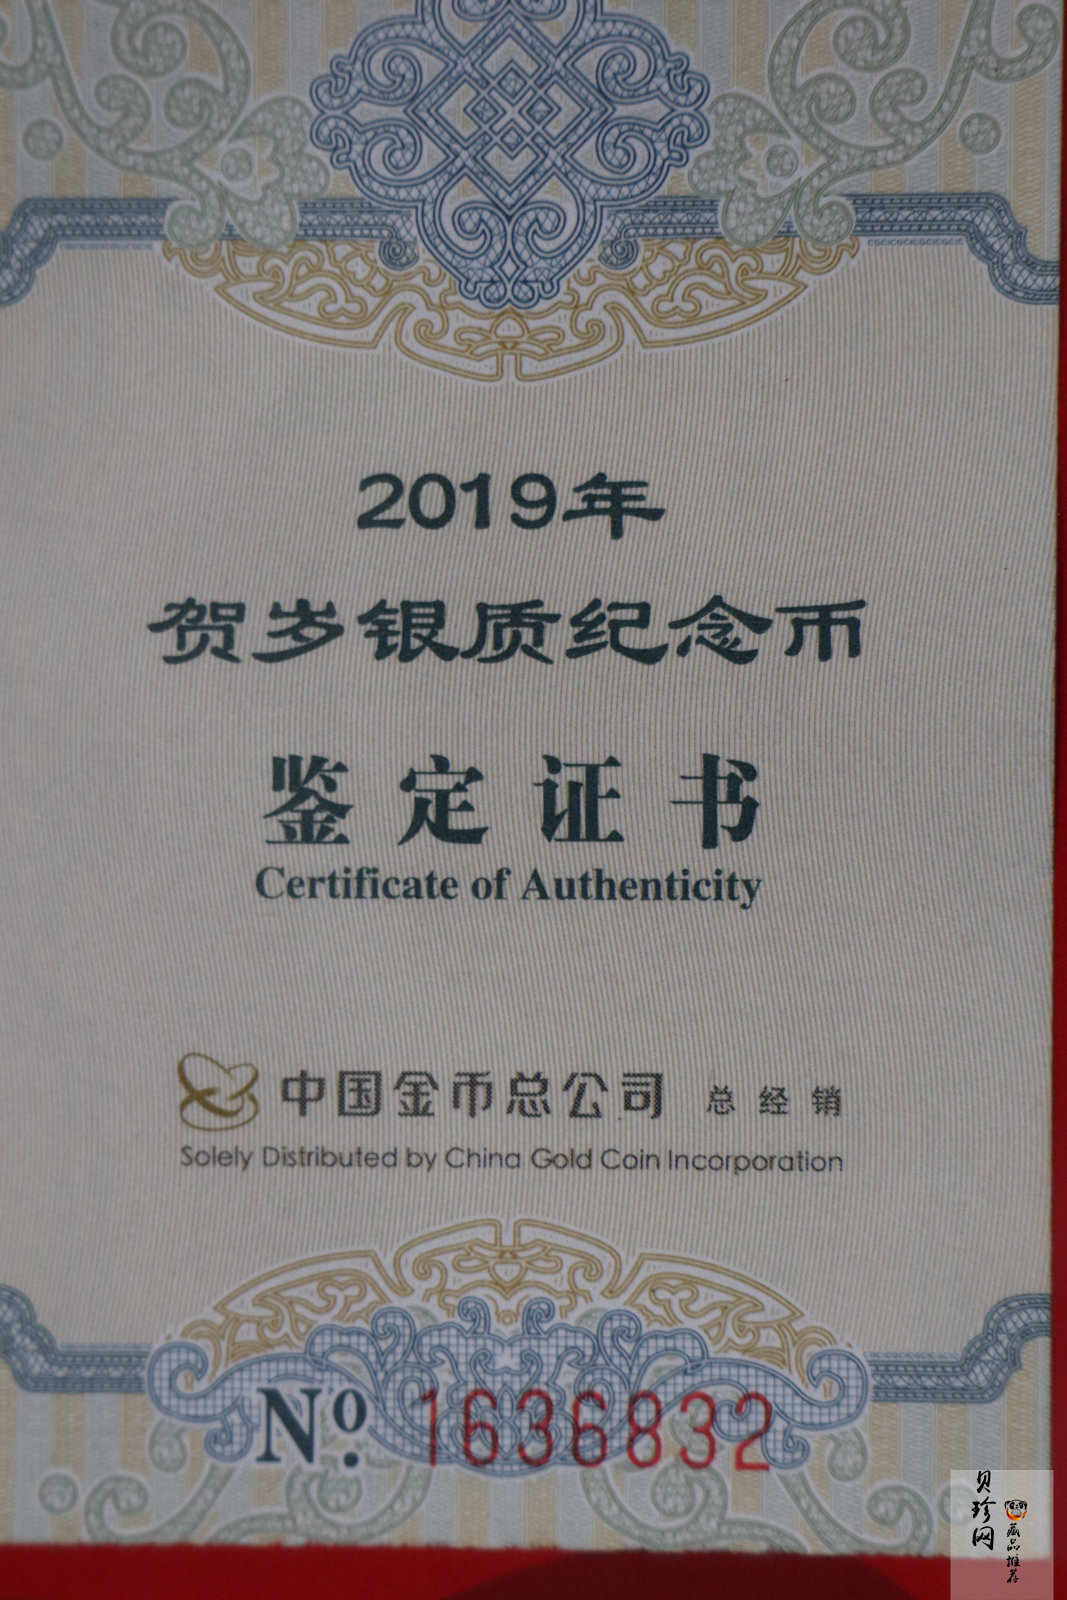 2019年
贺岁银质纪念币
鉴定证书
Certificate of Authenticity
中国金币总公司 总经销
Solely Distributed by China Gold Coin Incorporation
Nº. 1636832
贝珍网
藏品推荐